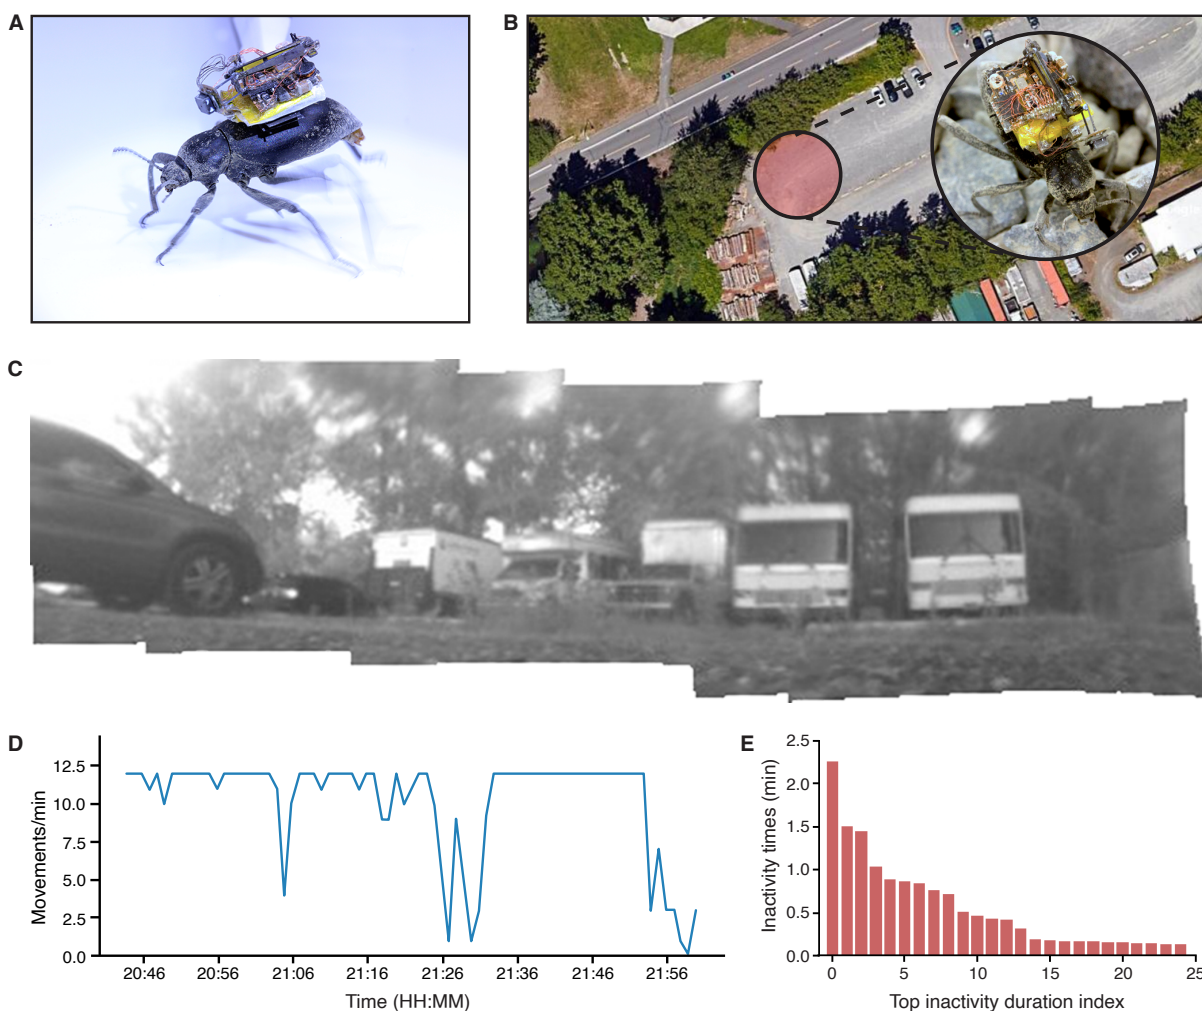 A
B
C
D
Movements/min
12.5
10.0
7.5
5.0
2.5
0.0
20:46 20:56 21:06 21:16 21:26 21:36 21:46 21:56
Time (HH:MM)
E
Inactivity times (min)
2.5
2.0
1.5
1.0
0.5
0.0
0 5 10 15 20 25
Top inactivity duration index